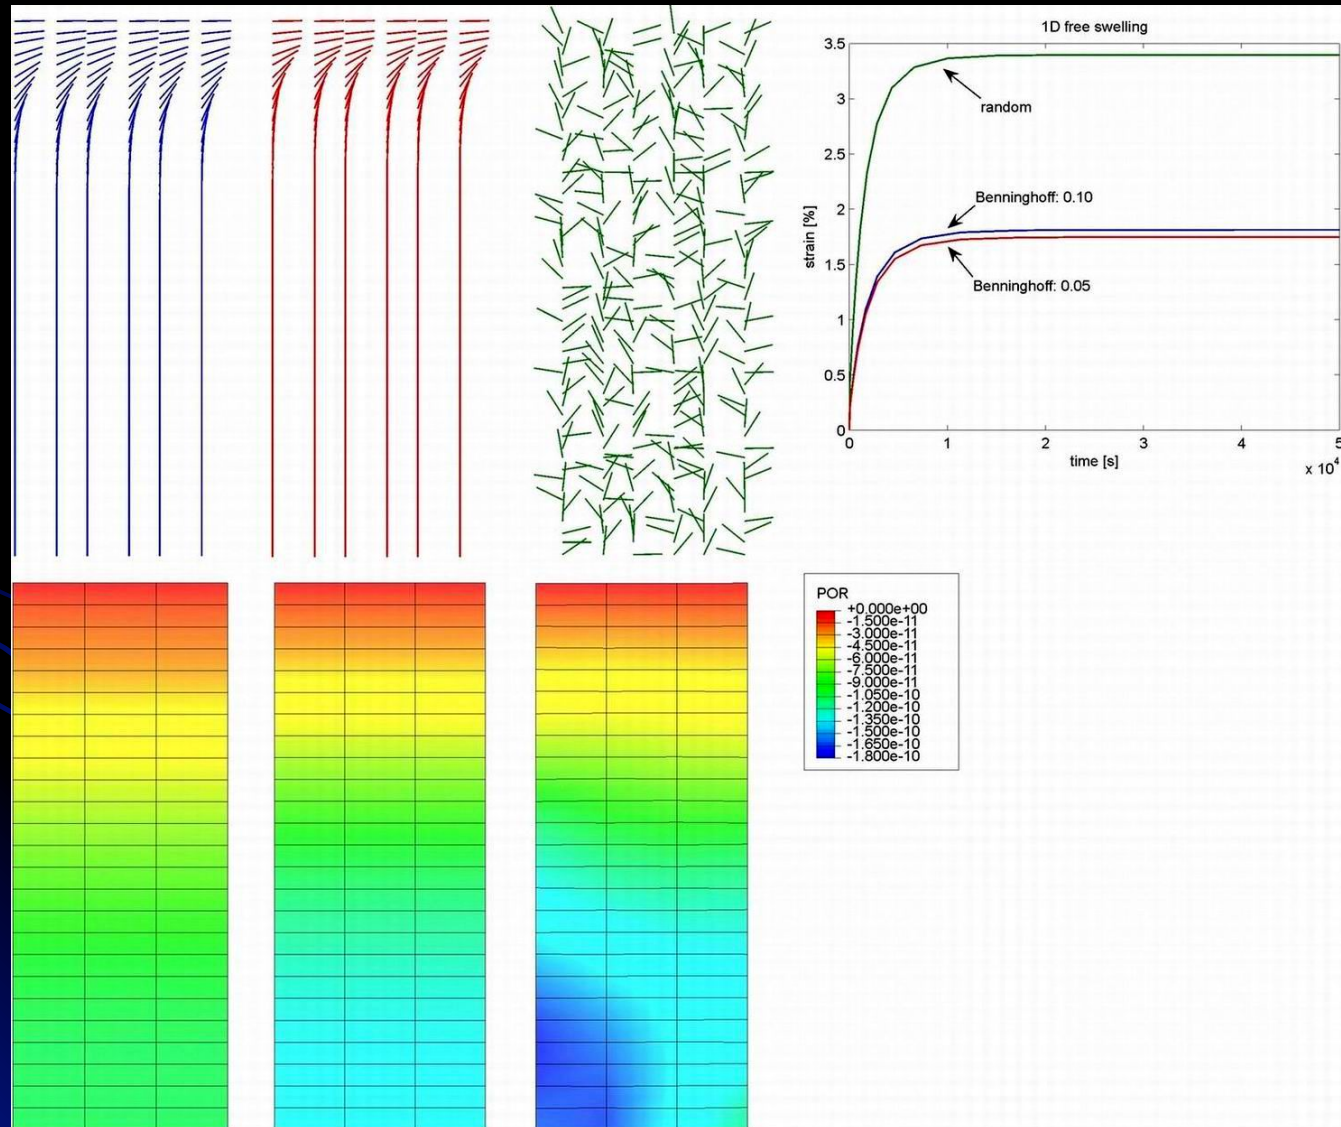 1D free swelling
3.5
3
2.5
2
1.5
1
0.5
0
strain [%]
random
Benninghoff: 0.10
Benninghoff: 0.05
0
1
2
3
4
5
time [s]
x 10⁴
POR
+0.000e+00
-1.500e-11
-3.000e-11
-4.500e-11
-6.000e-11
-7.500e-11
-9.000e-11
-1.050e-10
-1.200e-10
-1.350e-10
-1.500e-10
-1.650e-10
-1.800e-10